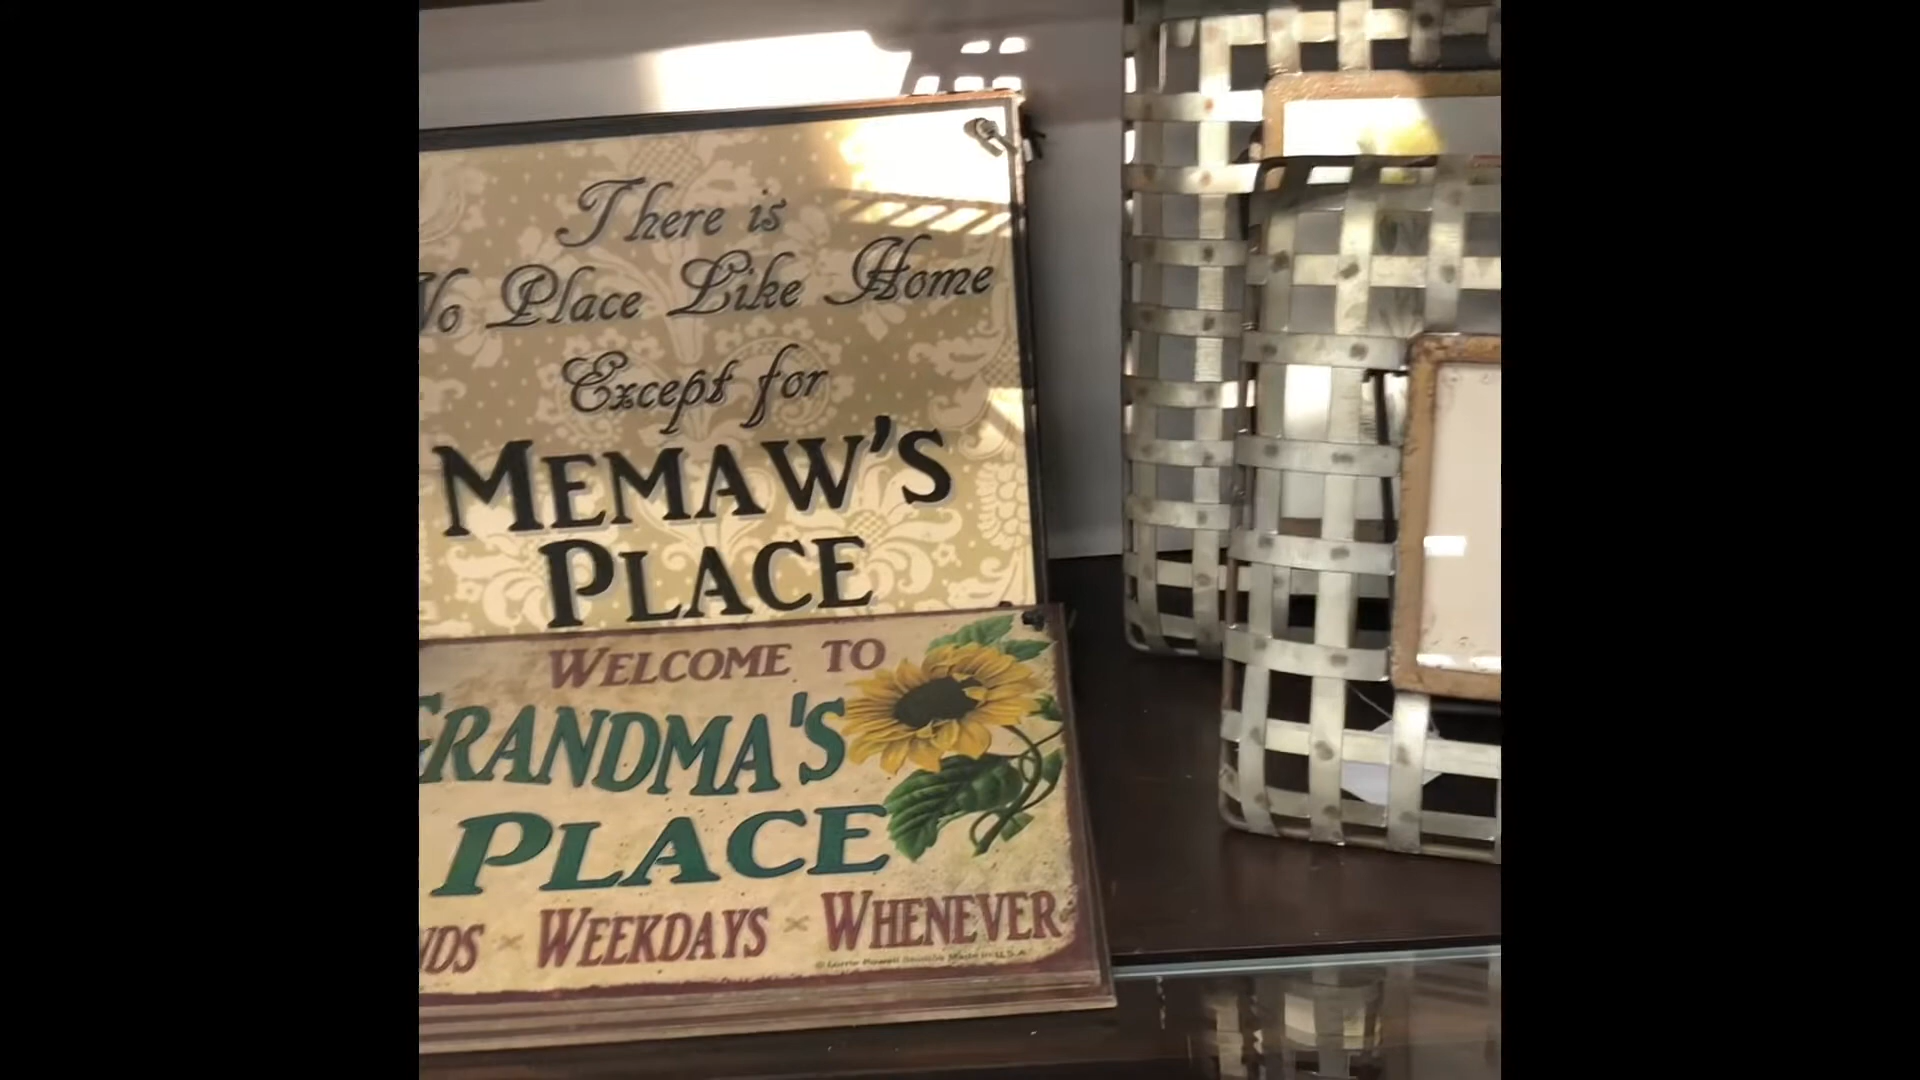 There is
No Place Like Home
Except for
MEMAW'S
PLACE
WELCOME TO
GRANDMA'S
PLACE
WEEKDAYS × WHENEVER